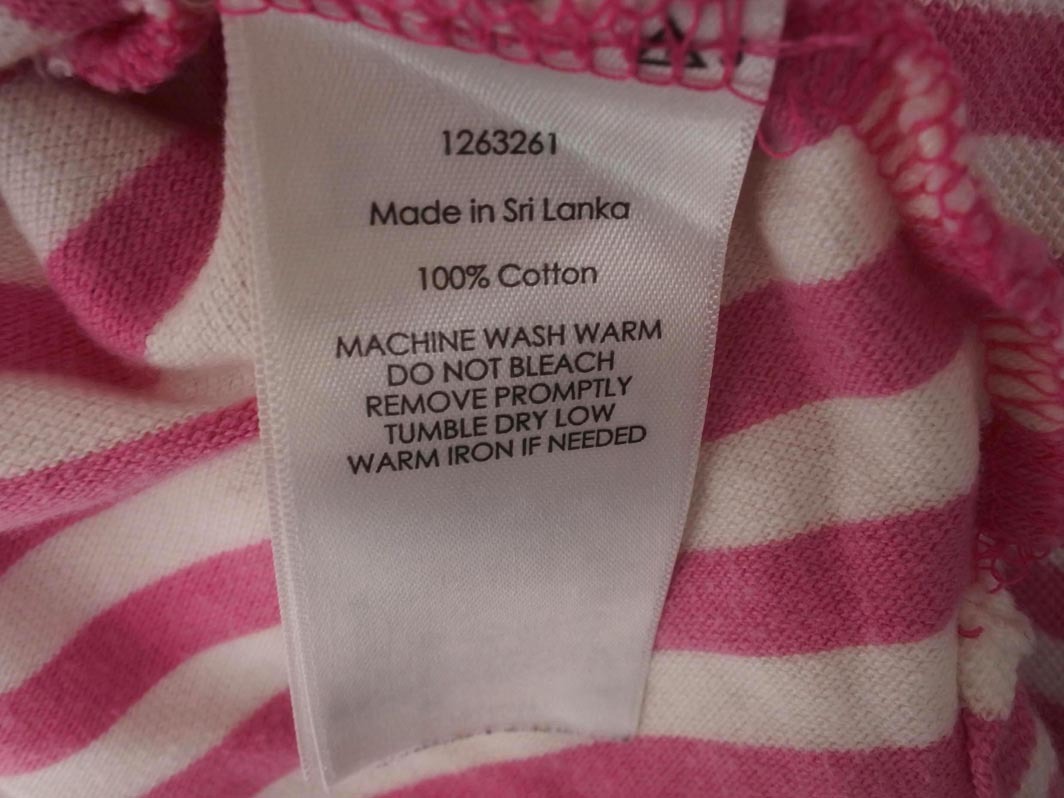 1263261
Made in Sri Lanka
100% Cotton
MACHINE WASH WARM
DO NOT BLEACH
REMOVE PROMPTLY
TUMBLE DRY LOW
WARM IRON IF NEEDED